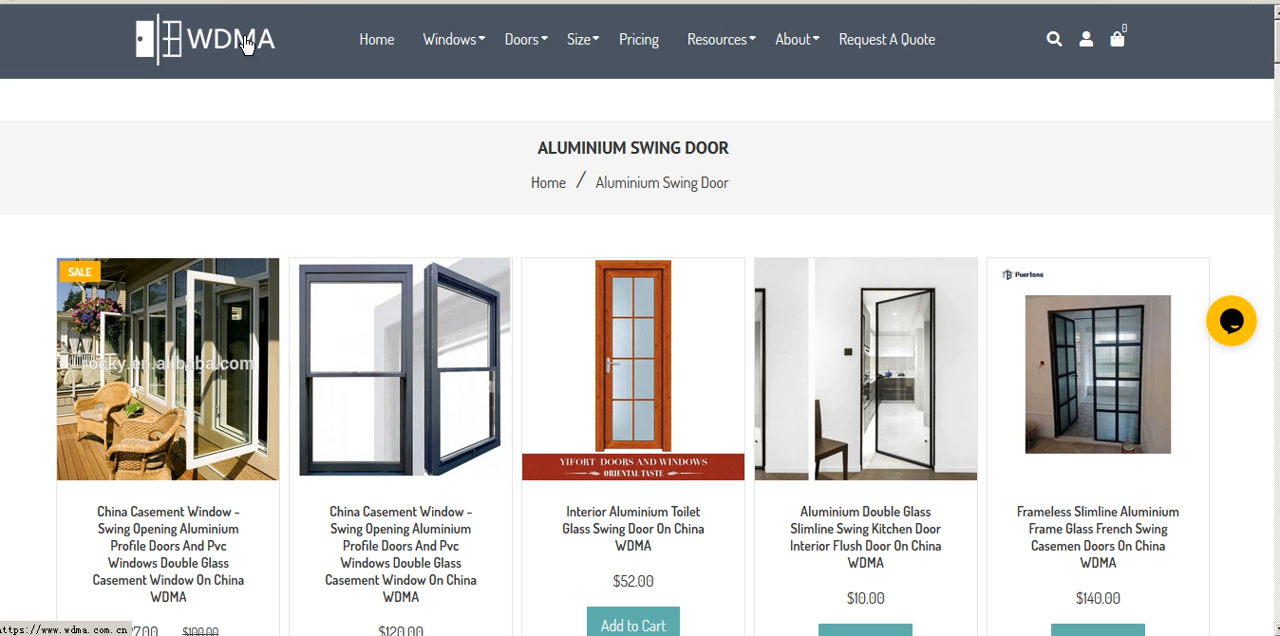 WDMA
Home
Windows
Doors
Size
Pricing
Resources
About
Request A Quote
0
ALUMINIUM SWING DOOR
Home / Aluminium Swing Door
SALE
rocky.en.alibaba.com
YIFORT DOORS AND WINDOWS
ORIENTAL TASTE
Puertons
China Casement Window -
Swing Opening Aluminium
Profile Doors And Pvc
Windows Double Glass
Casement Window On China
WDMA
$100.00
China Casement Window -
Swing Opening Aluminium
Profile Doors And Pvc
Windows Double Glass
Casement Window On China
WDMA
$120.00
Interior Aluminium Toilet
Glass Swing Door On China
WDMA
$52.00
Add to Cart
Aluminium Double Glass
Slimline Swing Kitchen Door
Interior Flush Door On China
WDMA
$10.00
Frameless Slimline Aluminium
Frame Glass French Swing
Casemen Doors On China
WDMA
$140.00
https://www.wdma.com.cn